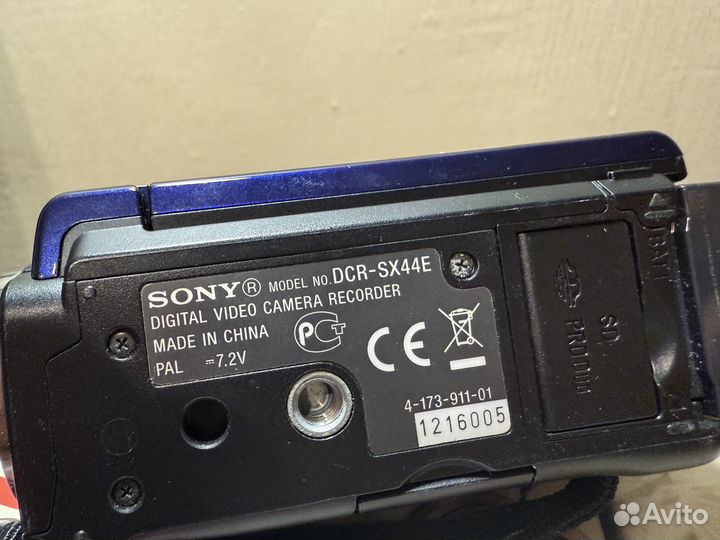 SONY® MODEL NO. DCR-SX44E
DIGITAL VIDEO CAMERA RECORDER
MADE IN CHINA
PAL 7.2V
CE
4-173-911-01
1216005
BATT
SD
PRO DUO
Avito